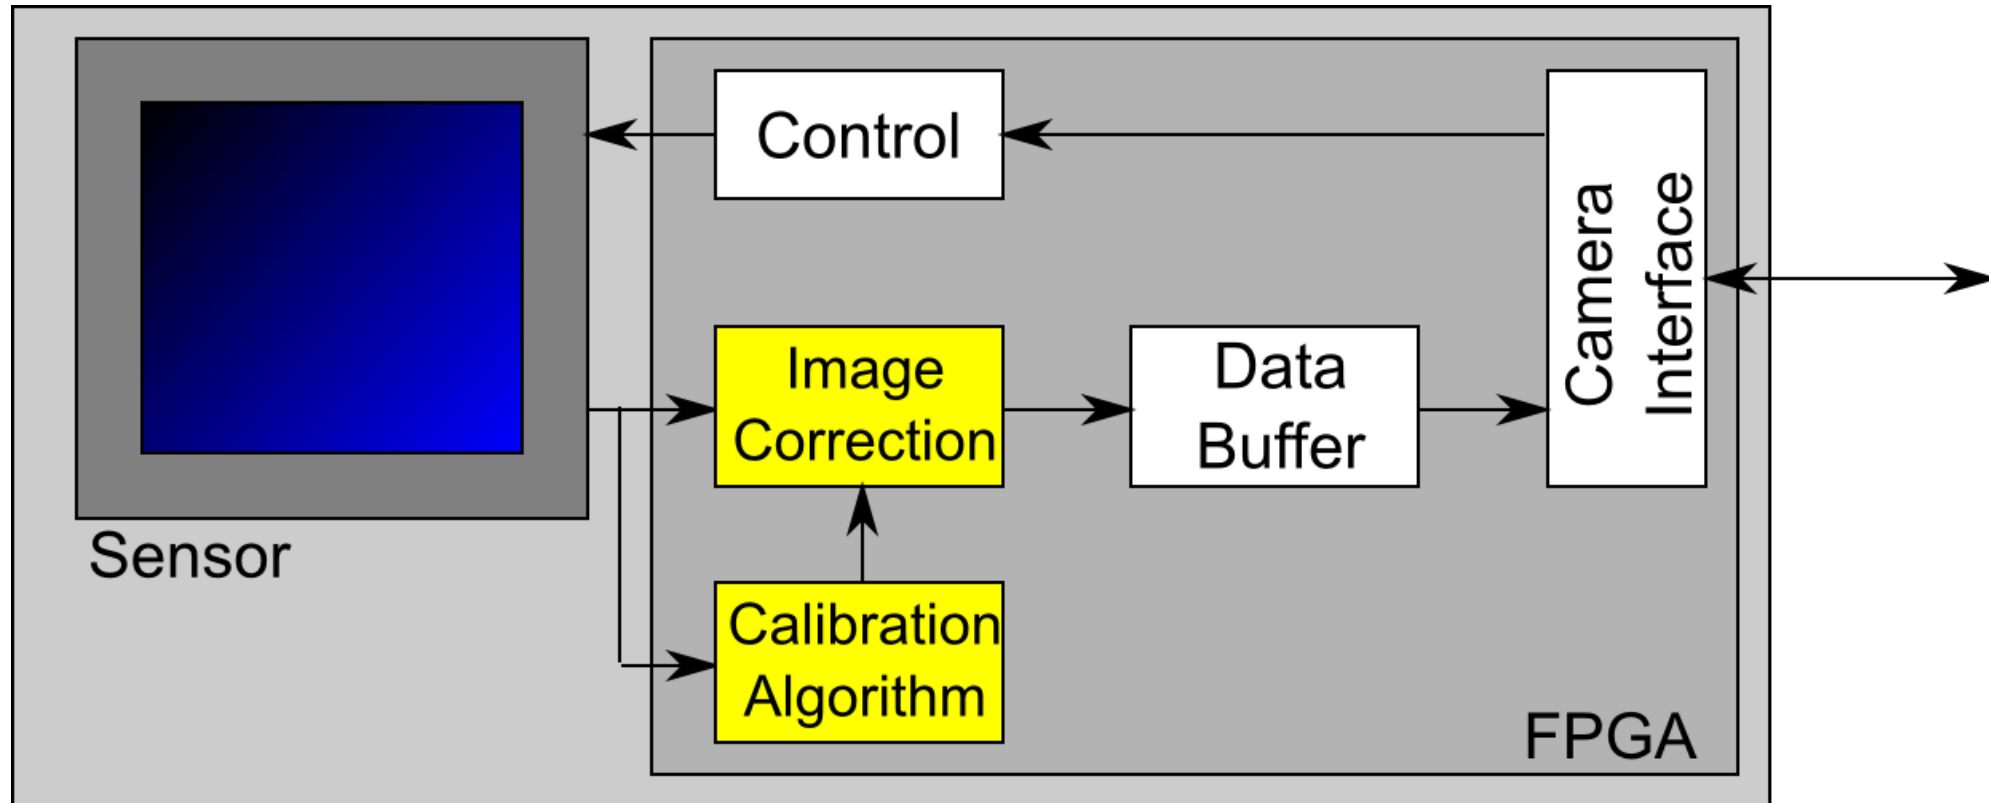 Control
Camera
Interface
Image
Correction
Data
Buffer
Sensor
Calibration
Algorithm
FPGA